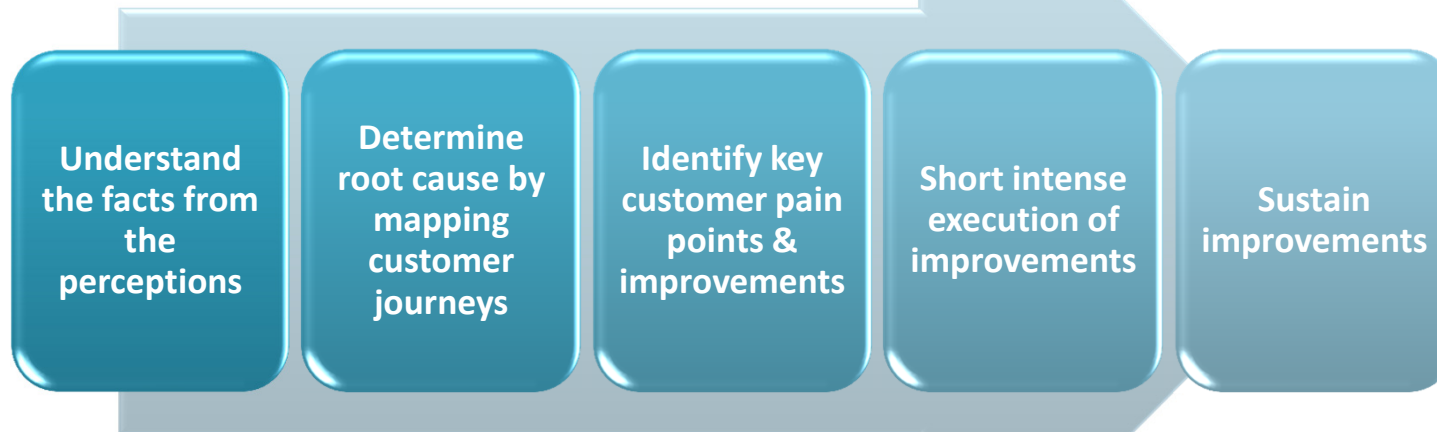 Understand
the facts from
the
perceptions
Determine
root cause by
mapping
customer
journeys
Identify key
customer pain
points &
improvements
Short intense
execution of
improvements
Sustain
improvements